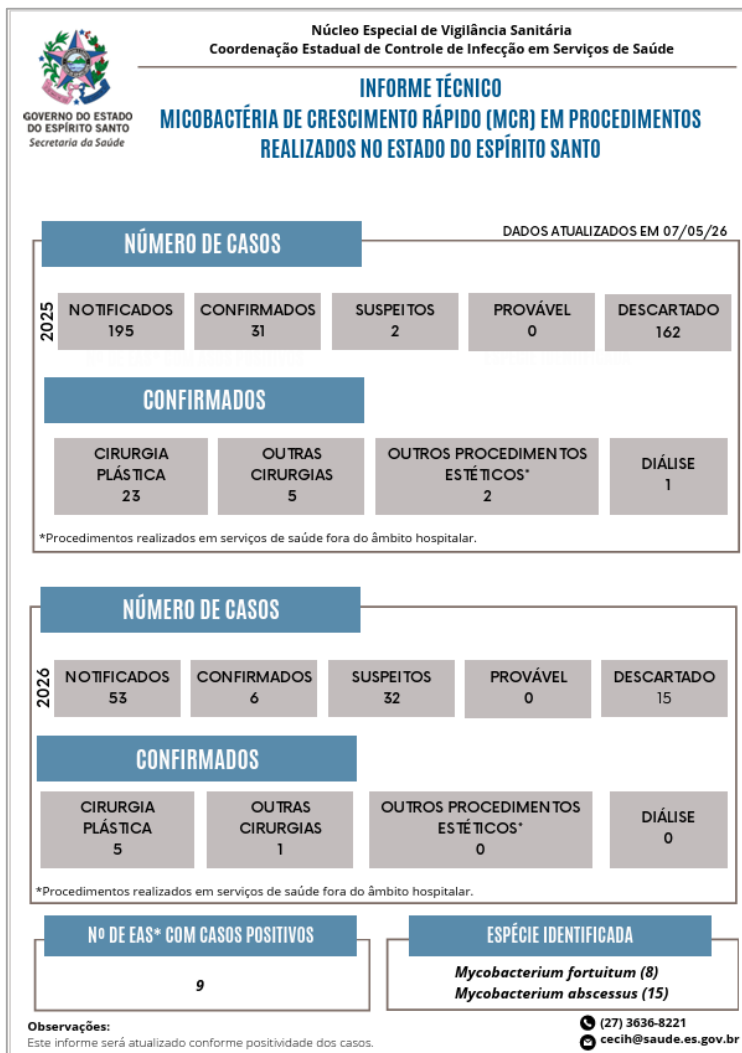 Núcleo Especial de Vigilância Sanitária
Coordenação Estadual de Controle de Infecção em Serviços de Saúde
GOVERNO DO ESTADO
DO ESPÍRITO SANTO
Secretaria da Saúde
INFORME TÉCNICO
MICOBACTÉRIA DE CRESCIMENTO RÁPIDO (MCR) EM PROCEDIMENTOS
REALIZADOS NO ESTADO DO ESPÍRITO SANTO
NÚMERO DE CASOS
DADOS ATUALIZADOS EM 07/05/26
2025
NOTIFICADOS
195
CONFIRMADOS
31
SUSPEITOS
2
PROVÁVEL
0
DESCARTADO
162
CONFIRMADOS
CIRURGIA
PLÁSTICA
23
OUTRAS
CIRURGIAS
5
OUTROS PROCEDIMENTOS
ESTÉTICOS*
2
DIÁLISE
1
*Procedimentos realizados em serviços de saúde fora do âmbito hospitalar.
NÚMERO DE CASOS
2026
NOTIFICADOS
53
CONFIRMADOS
6
SUSPEITOS
32
PROVÁVEL
0
DESCARTADO
15
CONFIRMADOS
CIRURGIA
PLÁSTICA
5
OUTRAS
CIRURGIAS
1
OUTROS PROCEDIMENTOS
ESTÉTICOS*
0
DIÁLISE
0
*Procedimentos realizados em serviços de saúde fora do âmbito hospitalar.
Nº DE EAS* COM CASOS POSITIVOS
9
ESPÉCIE IDENTIFICADA
Mycobacterium fortuitum (8)
Mycobacterium abscessus (15)
Observações:
Este informe será atualizado conforme positividade dos casos.
(27) 3636-8221
cecih@saude.es.gov.br